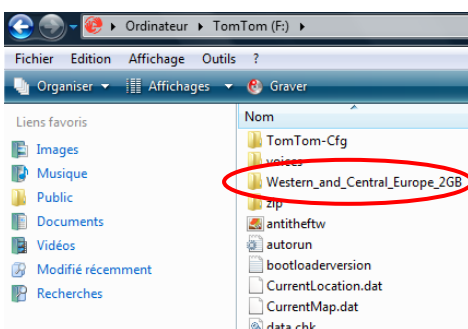 Ordinateur ▸ TomTom (F:) ▸
Fichier Edition Affichage Outils ?
Organiser Affichages Graver
Liens favoris
Images
Musique
Public
Documents
Vidéos
Modifié récemment
Recherches
Nom
TomTom-Cfg
voices
Western_and_Central_Europe_2GB
zip
antitheftw
autorun
bootloaderversion
CurrentLocation.dat
CurrentMap.dat
data.chk